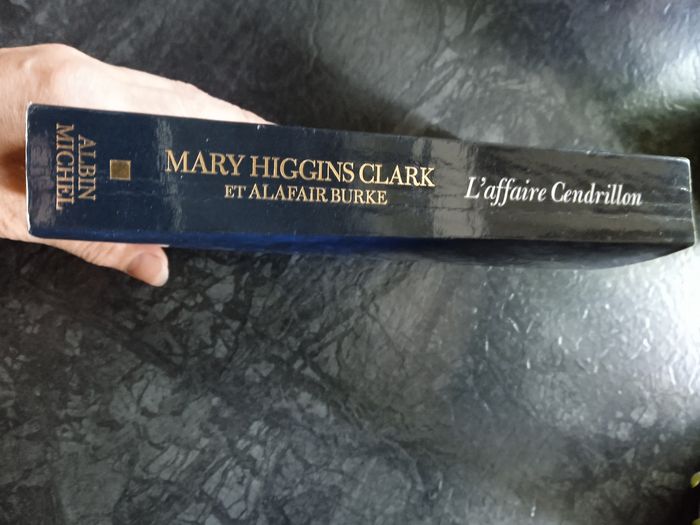 ALBIN
MICHEL
MARY HIGGINS CLARK
ET ALAFAIR BURKE
L'affaire Cendrillon